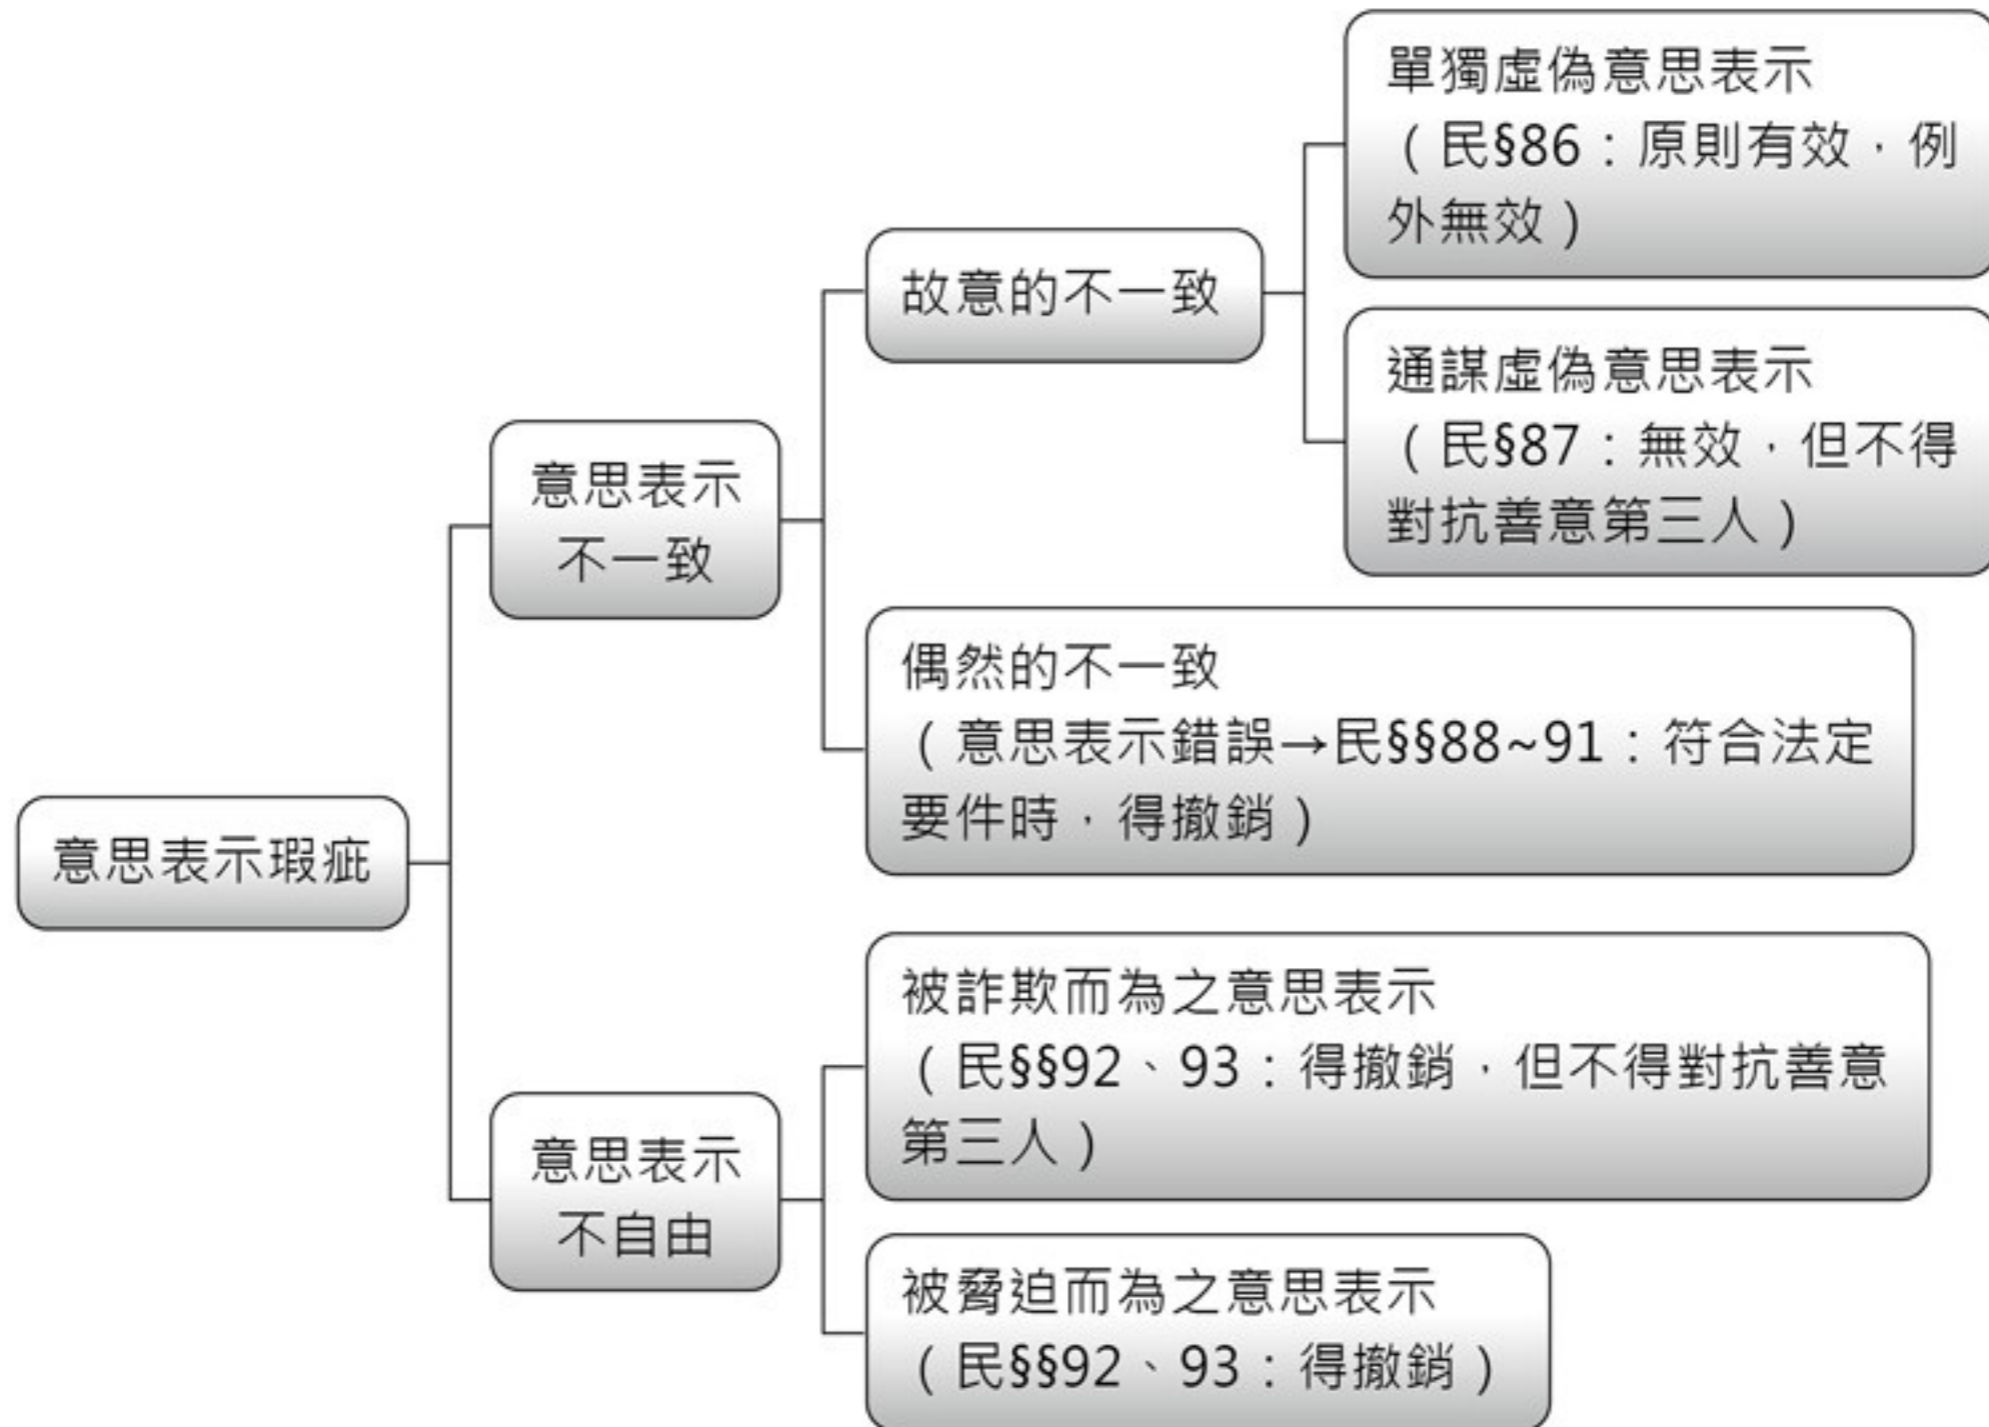 單獨虛偽意思表示
（民§86：原則有效，例
外無效）
故意的不一致
通謀虛偽意思表示
（民§87：無效，但不得
對抗善意第三人）
意思表示
不一致
偶然的不一致
（意思表示錯誤→民§§88~91：符合法定
要件時，得撤銷）
意思表示瑕疵
被詐欺而為之意思表示
（民§§92、93：得撤銷，但不得對抗善意
第三人）
意思表示
不自由
被脅迫而為之意思表示
（民§§92、93：得撤銷）